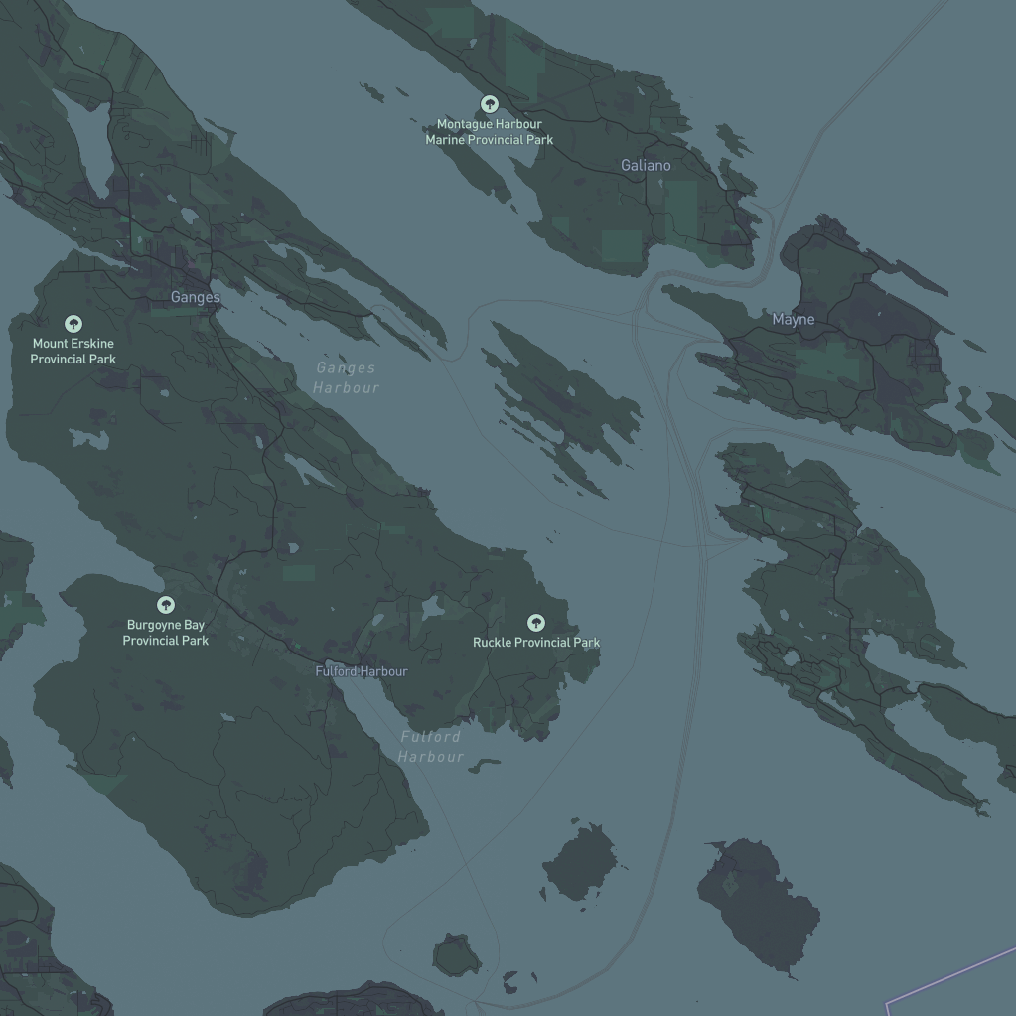 Montague Harbour
Marine Provincial Park
Galiano
Ganges
Mayne
Mount Erskine
Provincial Park
Ganges
Harbour
Burgoyne Bay
Provincial Park
Ruckle Provincial Park
Fulford Harbour
Fulford
Harbour